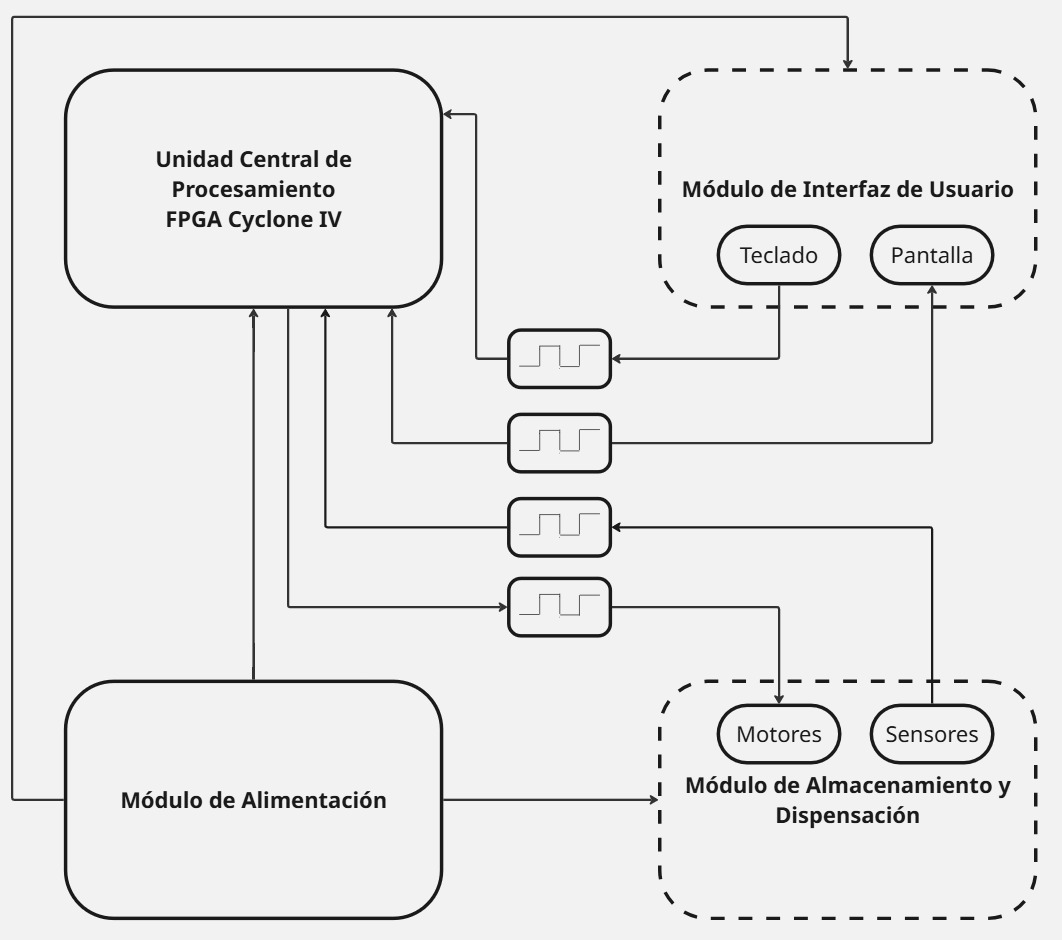 Unidad Central de
Procesamiento
FPGA Cyclone IV
Módulo de Interfaz de Usuario
Teclado
Pantalla
Motores
Sensores
Módulo de Almacenamiento y
Dispensación
Módulo de Alimentación